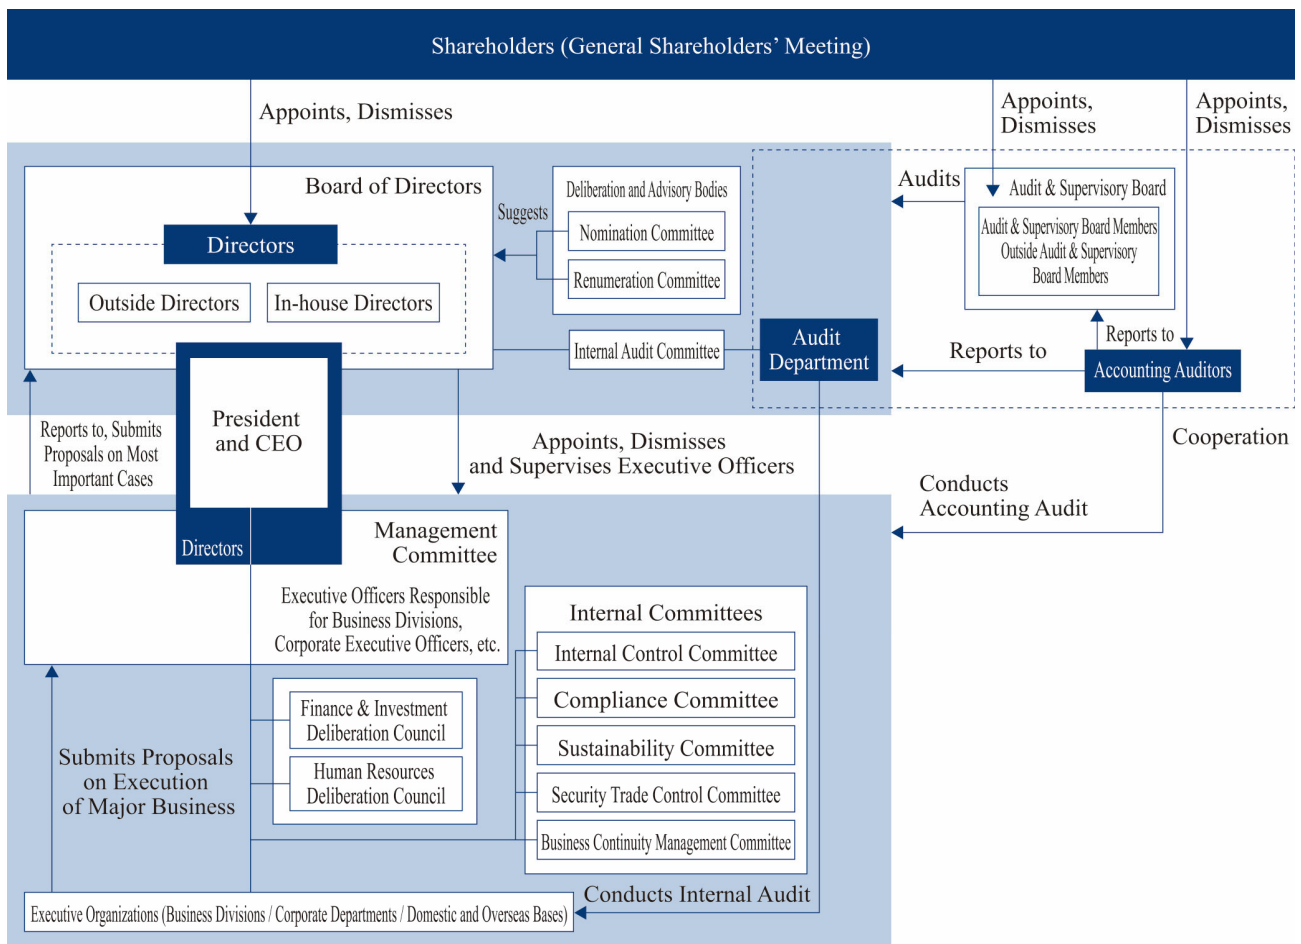 Shareholders (General Shareholders’ Meeting)
Appoints, Dismisses
Appoints,
Dismisses
Appoints,
Dismisses
Board of Directors
Directors
Outside Directors
In-house Directors
Suggests
Deliberation and Advisory Bodies
Nomination Committee
Renumeration Committee
Internal Audit Committee
Audit
Department
Audits
Audit & Supervisory Board
Audit & Supervisory Board Members
Outside Audit & Supervisory
Board Members
Reports to
Reports to
Accounting Auditors
Cooperation
Conducts
Accounting Audit
President
and CEO
Directors
Reports to, Submits
Proposals on Most
Important Cases
Appoints, Dismisses
and Supervises Executive Officers
Management
Committee
Executive Officers Responsible
for Business Divisions,
Corporate Executive Officers, etc.
Finance & Investment
Deliberation Council
Human Resources
Deliberation Council
Internal Committees
Internal Control Committee
Compliance Committee
Sustainability Committee
Security Trade Control Committee
Business Continuity Management Committee
Submits Proposals
on Execution
of Major Business
Conducts Internal Audit
Executive Organizations (Business Divisions / Corporate Departments / Domestic and Overseas Bases)